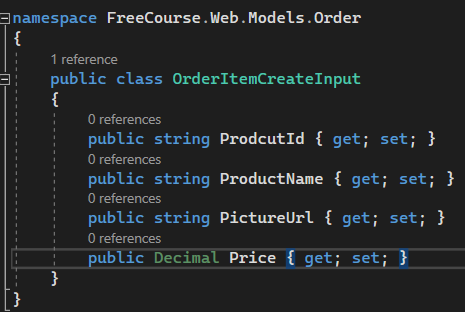 namespace FreeCourse.Web.Models.Order
{
1 reference
public class OrderItemCreateInput
{
0 references
public string ProdcutId { get; set; }
0 references
public string ProductName { get; set; }
0 references
public string PictureUrl { get; set; }
0 references
public Decimal Price { get; set; }
}
}